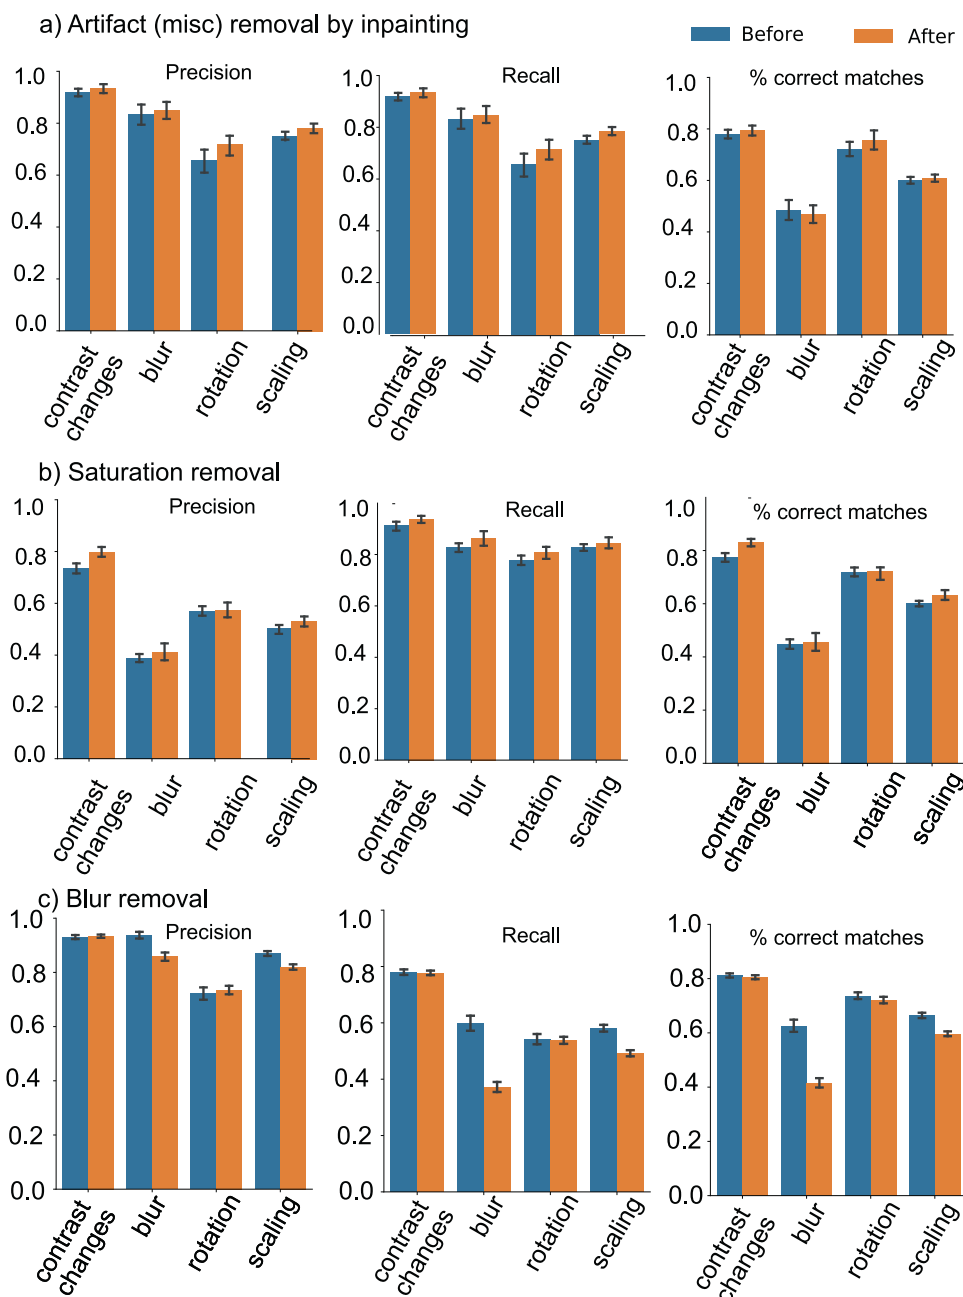 a) Artifact (misc) removal by inpainting
Before
After
Precision
Recall
% correct matches
1.0
0.8
0.6
0.4
0.2
0.0
contrast
changes
blur
rotation
scaling
1.0
0.8
0.6
0.4
0.2
0.0
contrast
changes
blur
rotation
scaling
1.0
0.8
0.6
0.4
0.2
0.0
contrast
changes
blur
rotation
scaling
b) Saturation removal
Precision
Recall
% correct matches
1.0
0.8
0.6
0.4
0.2
0.0
contrast
changes
blur
rotation
scaling
1.0
0.8
0.6
0.4
0.2
0.0
contrast
changes
blur
rotation
scaling
1.0
0.8
0.6
0.4
0.2
0.0
contrast
changes
blur
rotation
scaling
c) Blur removal
Precision
Recall
% correct matches
1.0
0.8
0.6
0.4
0.2
0.0
contrast
changes
blur
rotation
scaling
1.0
0.8
0.6
0.4
0.2
0.0
contrast
changes
blur
rotation
scaling
1.0
0.8
0.6
0.4
0.2
0.0
contrast
changes
blur
rotation
scaling